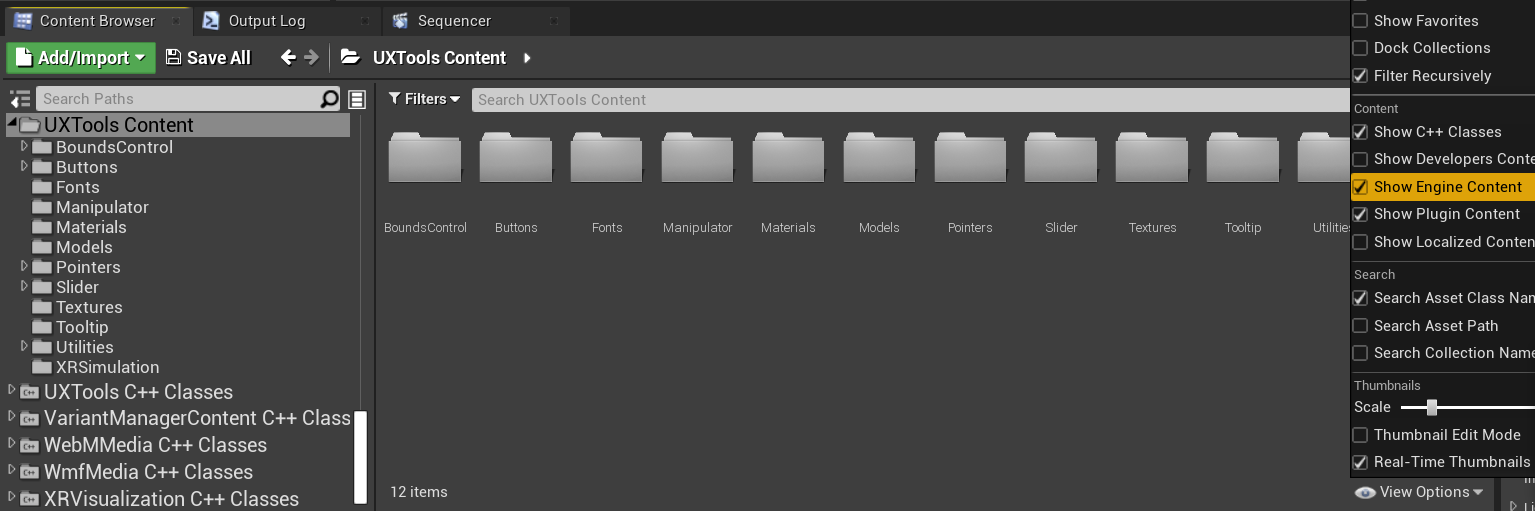 Content Browser
Output Log
Sequencer
Add/Import
Save All
UXTools Content
Search Paths
UXTools Content
BoundsControl
Buttons
Fonts
Manipulator
Materials
Models
Pointers
Slider
Textures
Tooltip
Utilities
XRSimulation
UXTools C++ Classes
VariantManagerContent C++ Class
WebMMedia C++ Classes
WmfMedia C++ Classes
XRVisualization C++ Classes
Filters
Search UXTools Content
BoundsControl
Buttons
Fonts
Manipulator
Materials
Models
Pointers
Slider
Textures
Tooltip
Utilities
12 items
Show Favorites
Dock Collections
Filter Recursively
Content
Show C++ Classes
Show Developers Conte
Show Engine Content
Show Plugin Content
Show Localized Conten
Search
Search Asset Class Nam
Search Asset Path
Search Collection Name
Thumbnails
Scale
Thumbnail Edit Mode
Real-Time Thumbnails
View Options